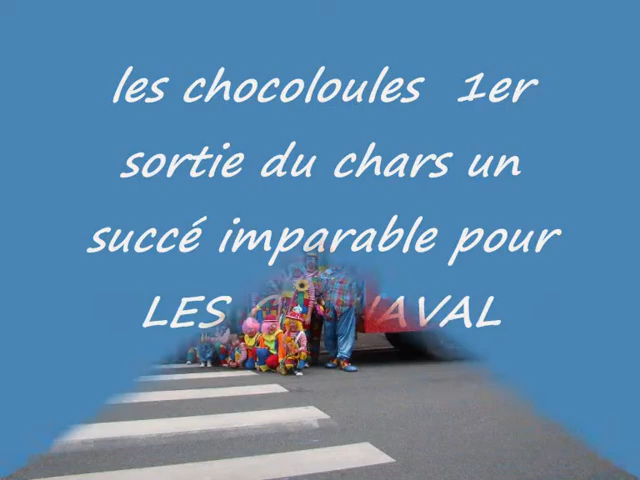 les chocoloules 1er
sortie du chars un
succé imparable pour
LES